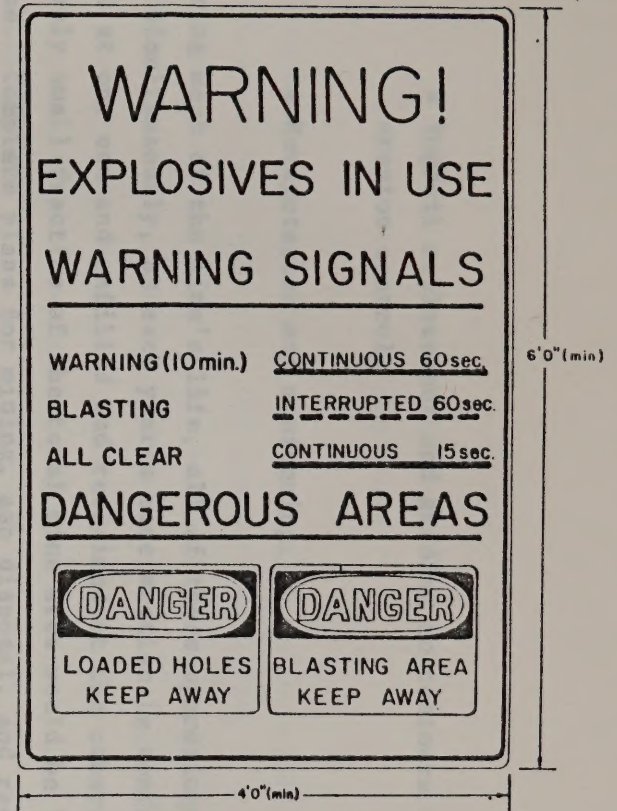 WARNING!
EXPLOSIVES IN USE
WARNING SIGNALS
WARNING (10min.) CONTINUOUS 60sec.
BLASTING INTERRUPTED 60sec.
ALL CLEAR CONTINUOUS 15sec.
DANGEROUS AREAS
DANGER DANGER
LOADED HOLES BLASTING AREA
KEEP AWAY KEEP AWAY
6'0"(min)
4'0"(min)